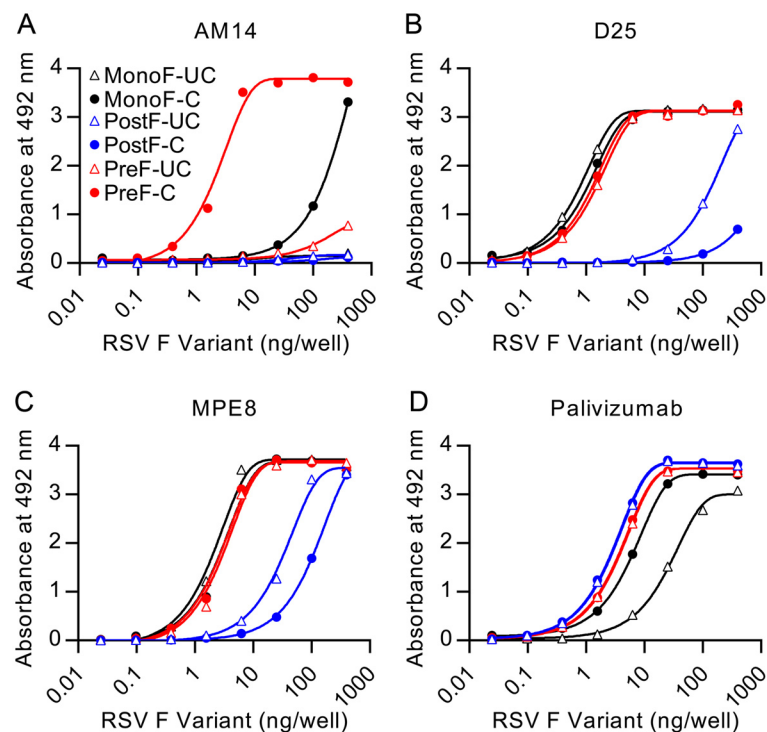 A
AM14
Absorbance at 492 nm
4
3
2
1
0
MonoF-UC
MonoF-C
PostF-UC
PostF-C
PreF-UC
PreF-C
0.01
0.1
1
10
100
1000
RSV F Variant (ng/well)
B
D25
Absorbance at 492 nm
4
3
2
1
0
0.01
0.1
1
10
100
1000
RSV F Variant (ng/well)
C
MPE8
Absorbance at 492 nm
4
3
2
1
0
0.01
0.1
1
10
100
1000
RSV F Variant (ng/well)
D
Palivizumab
Absorbance at 492 nm
4
3
2
1
0
0.01
0.1
1
10
100
1000
RSV F Variant (ng/well)